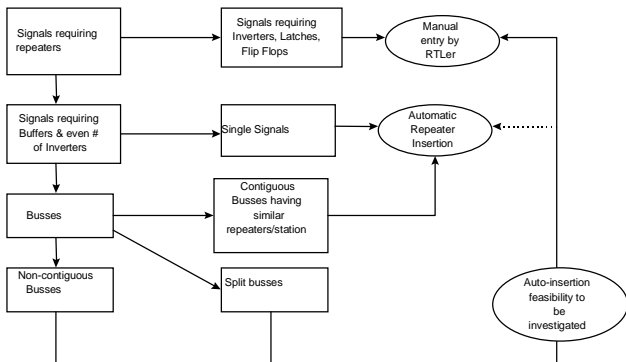 Signals requiring
repeaters
Signals requiring
Inverters, Latches,
Flip Flops
Manual
entry by
RTLer
Signals requiring
Buffers & even #
of Inverters
Single Signals
Automatic
Repeater
Insertion
Busses
Contiguous
Busses having
similar
repeaters/station
Non-contiguous
Busses
Split busses
Auto-insertion
feasibility to
be
investigated